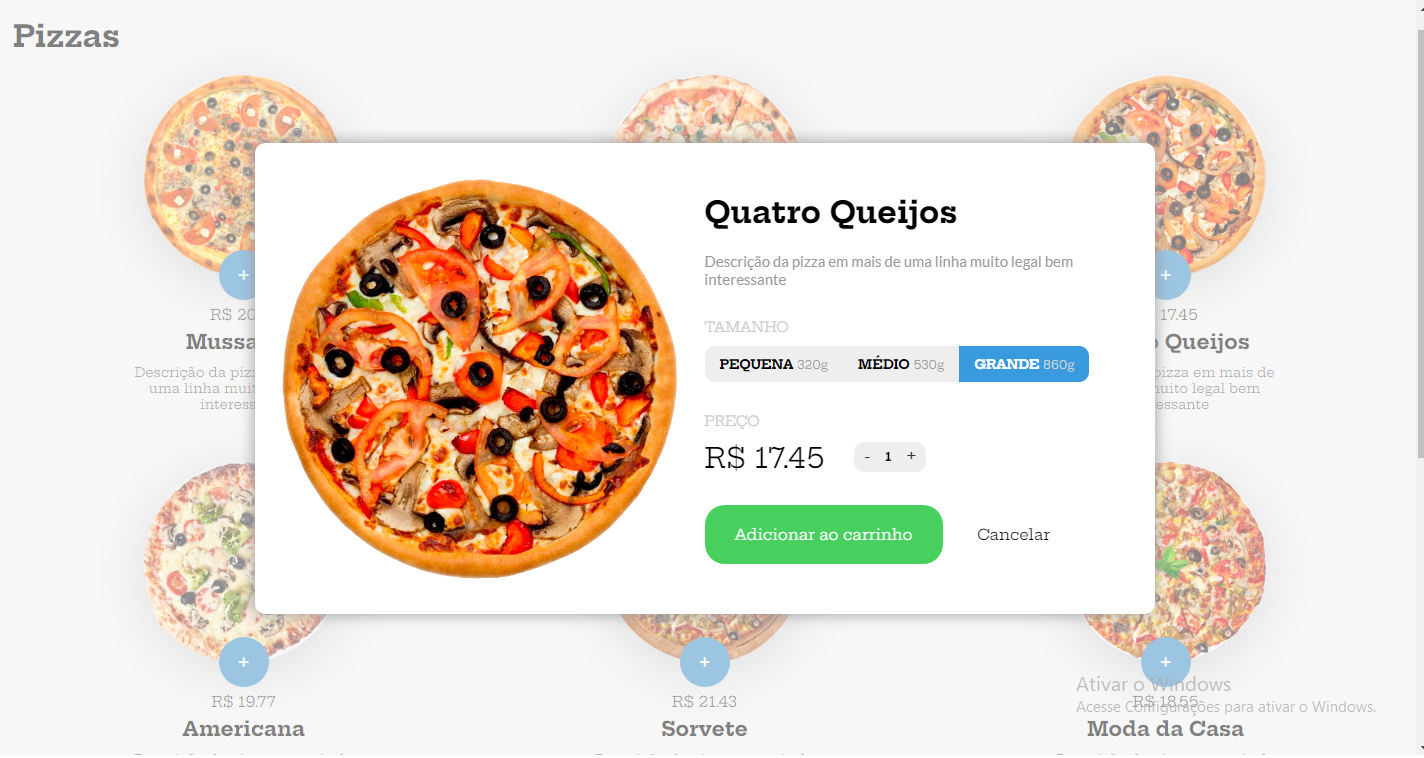 Pizzas
Quatro Queijos
Descrição da pizza em mais de uma linha muito legal bem
interessante
TAMANHO
PEQUENA 320g MÉDIO 530g GRANDE 860g
PREÇO
R$ 17.45 - 1 +
Adicionar ao carrinho Cancelar
+
R$ 20
Mussa
Descrição da pizz
uma linha muit
interess
+
17.45
o Queijos
pizza em mais de
muito legal bem
essante
+
R$ 19.77
Americana
+
R$ 21.43
Sorvete
+
R$ 18.55
Moda da Casa
Ativar o Windows
Acesse Configurações para ativar o Windows.